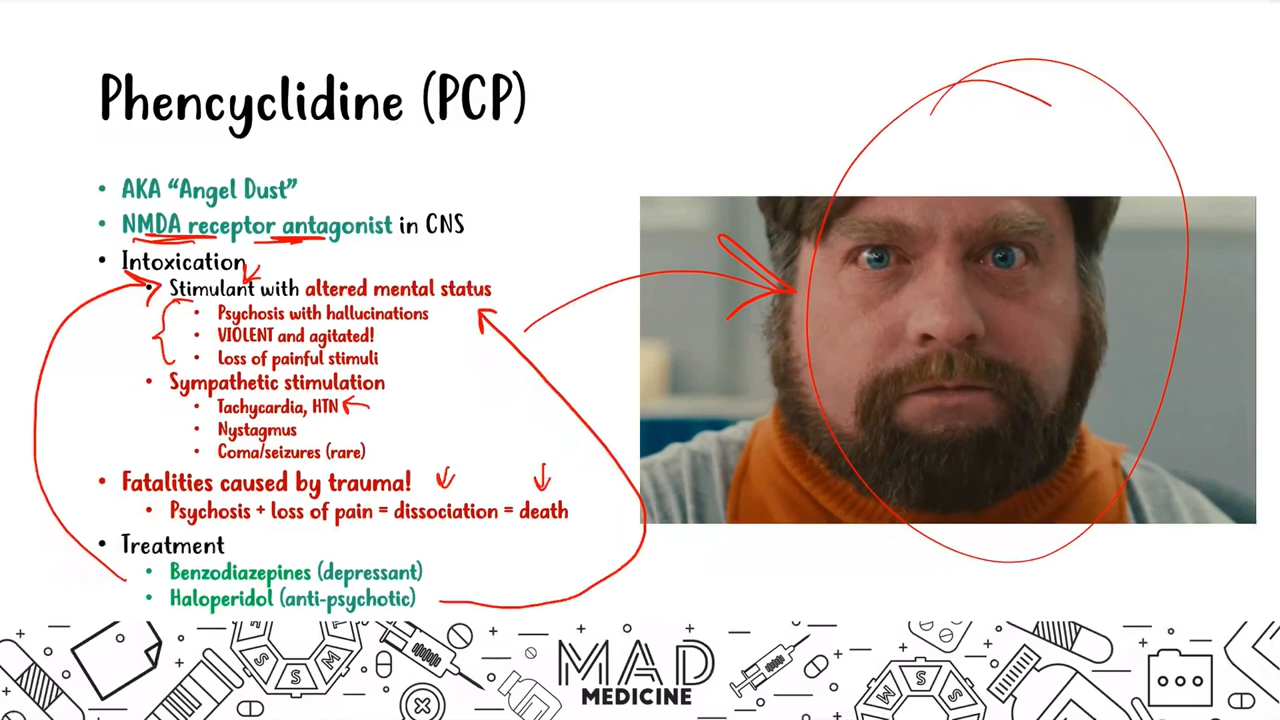 Phencyclidine (PCP)
• AKA “Angel Dust”
• NMDA receptor antagonist in CNS
• Intoxication
• Stimulant with altered mental status
• Psychosis with hallucinations
• VIOLENT and agitated!
• Loss of painful stimuli
• Sympathetic stimulation
• Tachycardia, HTN
• Nystagmus
• Coma/seizures (rare)
• Fatalities caused by trauma!
• Psychosis + loss of pain = dissociation = death
• Treatment
• Benzodiazepines (depressant)
• Haloperidol (anti-psychotic)
MAD
MEDICINE
S S M
M S S